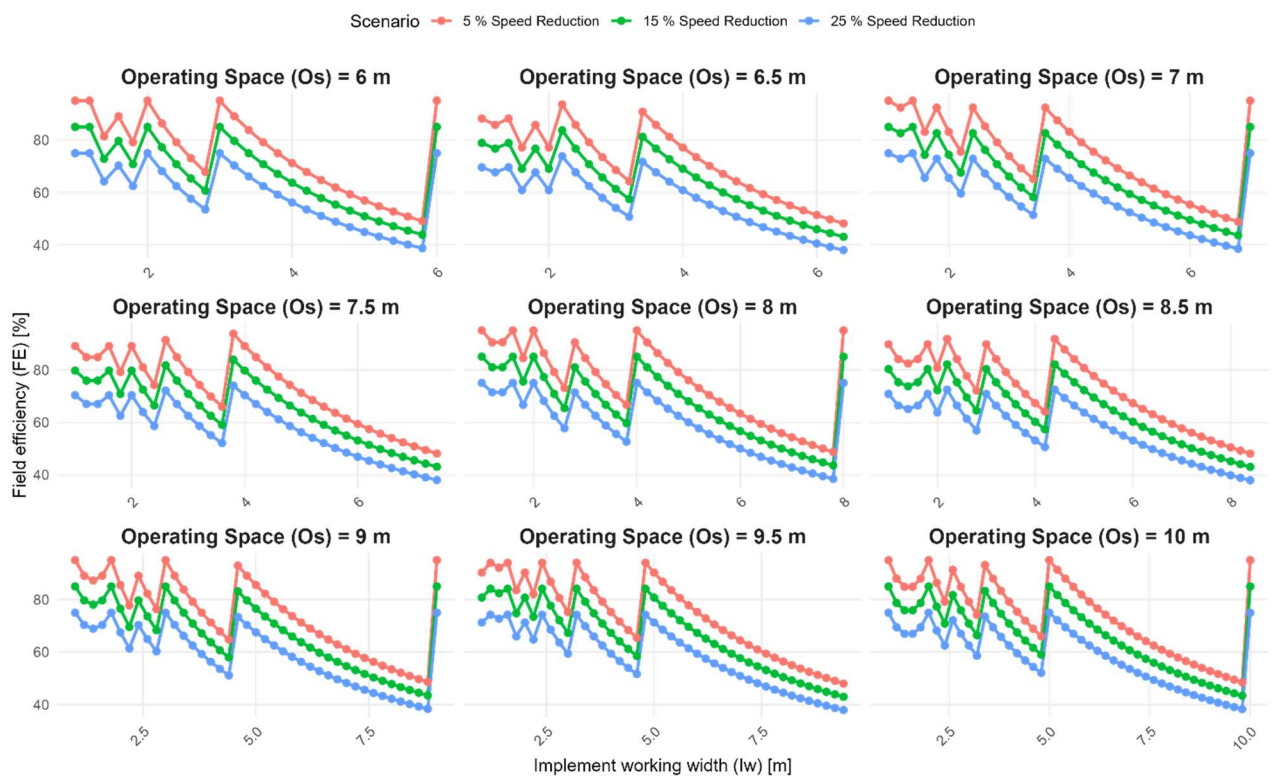 Scenario 5 % Speed Reduction 15 % Speed Reduction 25 % Speed Reduction
Operating Space (Os) = 6 m
Operating Space (Os) = 6.5 m
Operating Space (Os) = 7 m
80
60
40
2 4 6
2 4 6
2 4 6
Operating Space (Os) = 7.5 m
Operating Space (Os) = 8 m
Operating Space (Os) = 8.5 m
Field efficiency (FE) [%]
80
60
40
2 4 6
2 4 6 8
2 4 6 8
Operating Space (Os) = 9 m
Operating Space (Os) = 9.5 m
Operating Space (Os) = 10 m
80
60
40
2.5 5.0 7.5
2.5 5.0 7.5
2.5 5.0 7.5 10.0
Implement working width (Iw) [m]